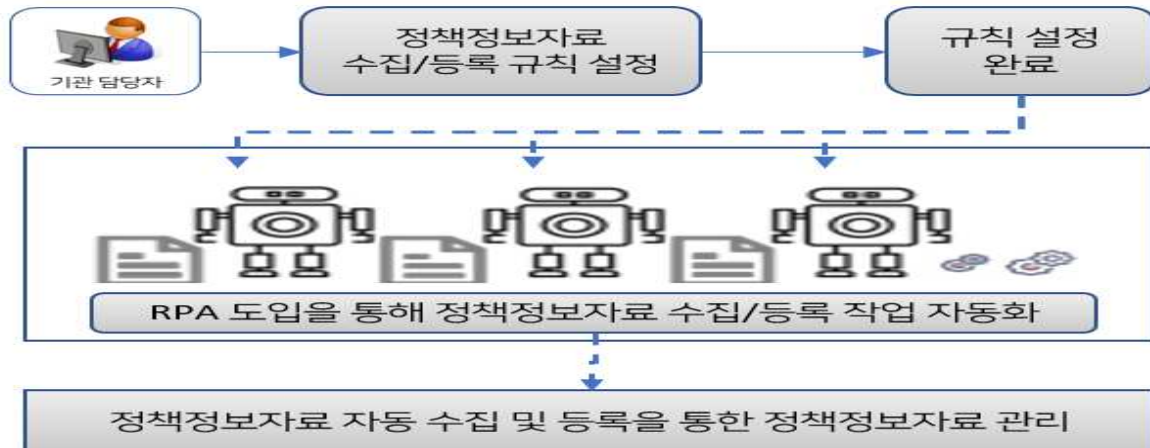 기관 담당자
정책정보자료
수집/등록 규칙 설정
규칙 설정
완료
RPA 도입을 통해 정책정보자료 수집/등록 작업 자동화
정책정보자료 자동 수집 및 등록을 통한 정책정보자료 관리